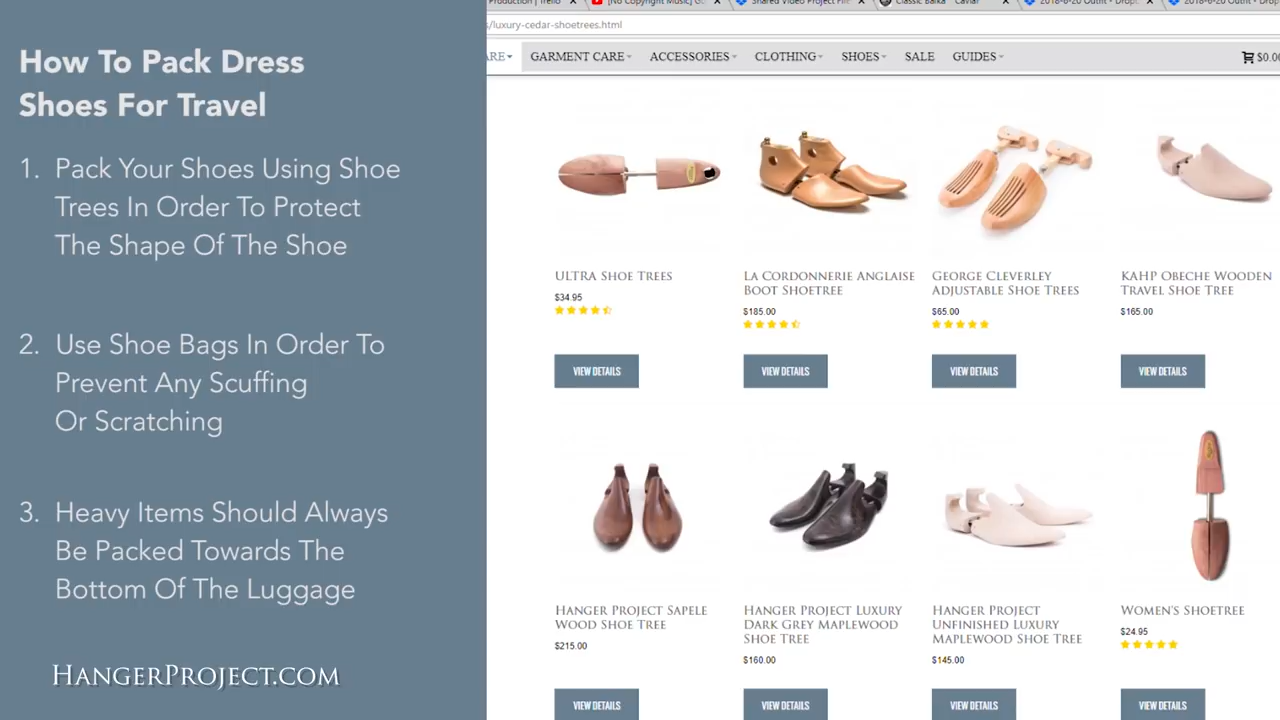 How To Pack Dress
Shoes For Travel
1. Pack Your Shoes Using Shoe
Trees In Order To Protect
The Shape Of The Shoe
2. Use Shoe Bags In Order To
Prevent Any Scuffing
Or Scratching
3. Heavy Items Should Always
Be Packed Towards The
Bottom Of The Luggage
HangerProject.com
s/luxury-cedar-shoetrees.html
GARMENT CARE ACCESSORIES CLOTHING SHOES SALE GUIDES
ULTRA SHOE TREES
$34.95
VIEW DETAILS
LA CORDONNERIE ANGLAISE
BOOT SHOETREE
$185.00
VIEW DETAILS
GEORGE CLEVERLEY
ADJUSTABLE SHOE TREES
$65.00
VIEW DETAILS
KAHP OBECHE WOODEN
TRAVEL SHOE TREE
$165.00
VIEW DETAILS
HANGER PROJECT SAPELE
WOOD SHOE TREE
$215.00
VIEW DETAILS
HANGER PROJECT LUXURY
DARK GREY MAPLEWOOD
SHOE TREE
$160.00
VIEW DETAILS
HANGER PROJECT
UNFINISHED LUXURY
MAPLEWOOD SHOE TREE
$145.00
VIEW DETAILS
WOMEN'S SHOETREE
$24.95
VIEW DETAILS